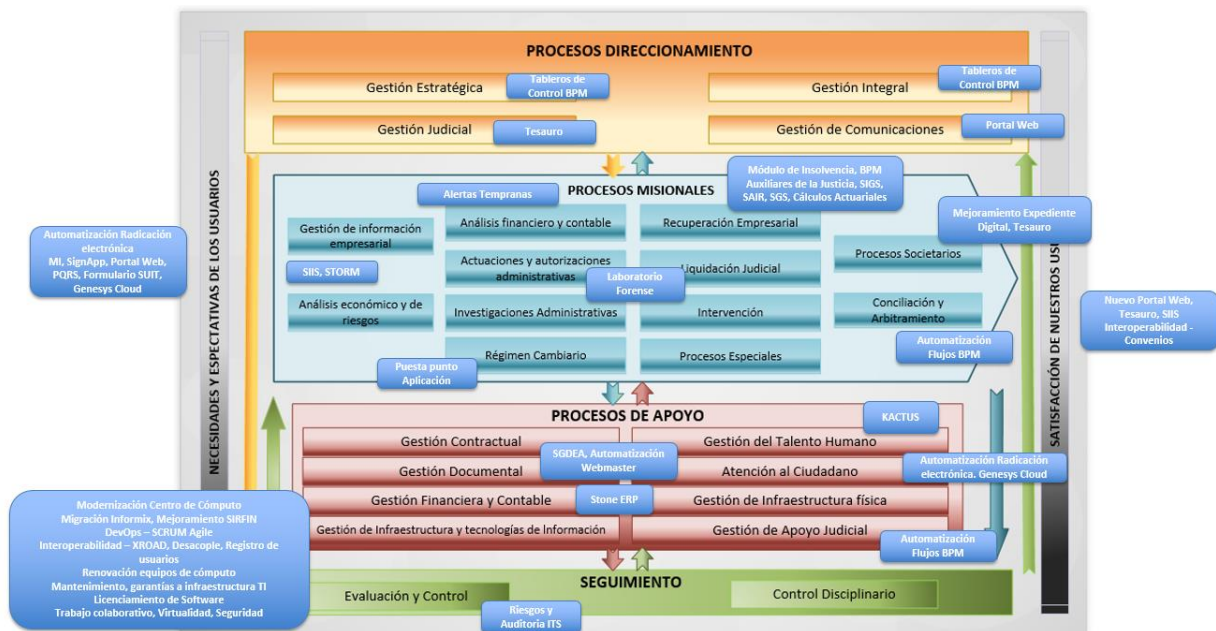 PROCESOS DIRECCIONAMIENTO
Gestión Estratégica
Tableros de
Control BPM
Gestión Integral
Tableros de
Control BPM
Gestión Judicial
Tesauro
Gestión de Comunicaciones
Portal Web
NECESIDADES Y ESPECTATIVAS DE LOS USUARIOS
Automatización Radicación
electrónica
MI, SignApp, Portal Web,
PQRS, Formulario SUIT,
Genesys Cloud
PROCESOS MISIONALES
Alertas Tempranas
Módulo de Insolvencia, BPM
Auxiliares de la Justicia, SIGS,
SAIR, SGS, Cálculos Actuariales
Gestión de información
empresarial
SIIS, STORM
Análisis económico y de
riesgos
Análisis financiero y contable
Actuaciones y autorizaciones
administrativas
Laboratorio
Forense
Investigaciones Administrativas
Régimen Cambiario
Puesta punto
Aplicación
Recuperación Empresarial
Liquidación Judicial
Intervención
Procesos Especiales
Procesos Societarios
Conciliación y
Arbitramiento
Automatización
Flujos BPM
Mejoramiento Expediente
Digital, Tesauro
SATISFACCIÓN DE NUESTROS USU
Nuevo Portal Web,
Tesauro, SIIS
Interoperabilidad -
Convenios
PROCESOS DE APOYO
KACTUS
Gestión Contractual
Gestión del Talento Humano
SGDEA, Automatización
Webmaster
Gestión Documental
Atención al Ciudadano
Automatización Radicación
electrónica. Genesys Cloud
Gestión Financiera y Contable
Stone ERP
Gestión de Infraestructura física
Gestión de Infraestructura y tecnologías de Información
Gestión de Apoyo Judicial
Automatización
Flujos BPM
Modernización Centro de Cómputo
Migración Informix, Mejoramiento SIRFIN
DevOps – SCRUM Agile
Interoperabilidad – XROAD, Desacople, Registro de
usuarios
Renovación equipos de cómputo
Mantenimiento, garantías a infraestructura TI
Licenciamiento de Software
Trabajo colaborativo, Virtualidad, Seguridad
SEGUIMIENTO
Evaluación y Control
Riesgos y
Auditoria ITS
Control Disciplinario